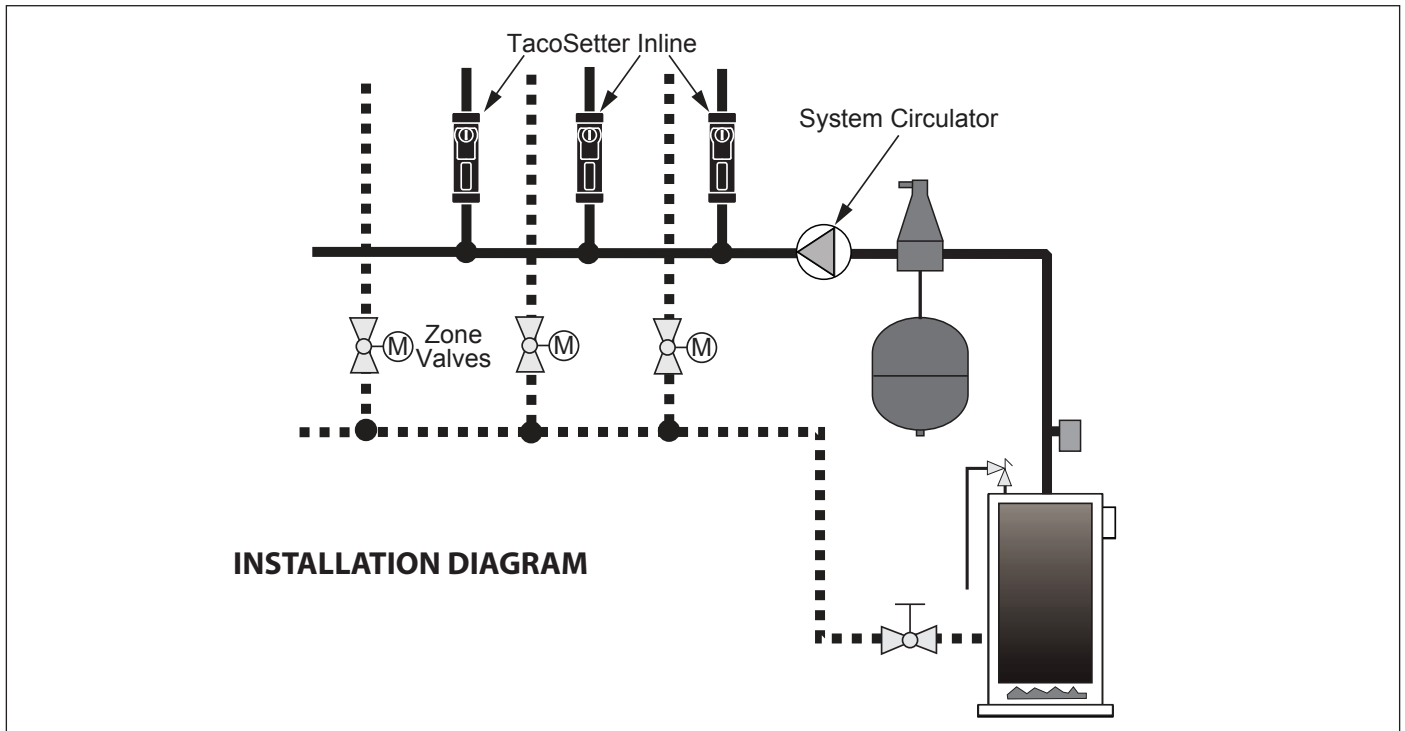 TacoSetter Inline
System Circulator
M
Zone
Valves
M
M
INSTALLATION DIAGRAM